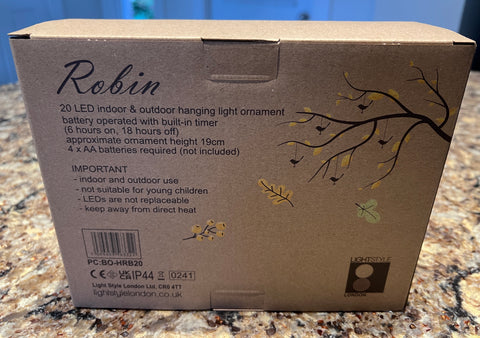 Robin
20 LED indoor & outdoor hanging light ornament
battery operated with built-in timer
(6 hours on, 18 hours off)
approximate ornament height 19cm
4 x AA batteries required (not included)
IMPORTANT
- indoor and outdoor use
- not suitable for young children
- LEDs are not replaceable
- keep away from direct heat
PC:BO-HRB20
CE UKCA IP44 0241
Light Style London Ltd, CR0 4TT
lightstylelondon.co.uk
LIGHTSTYLE
LONDON